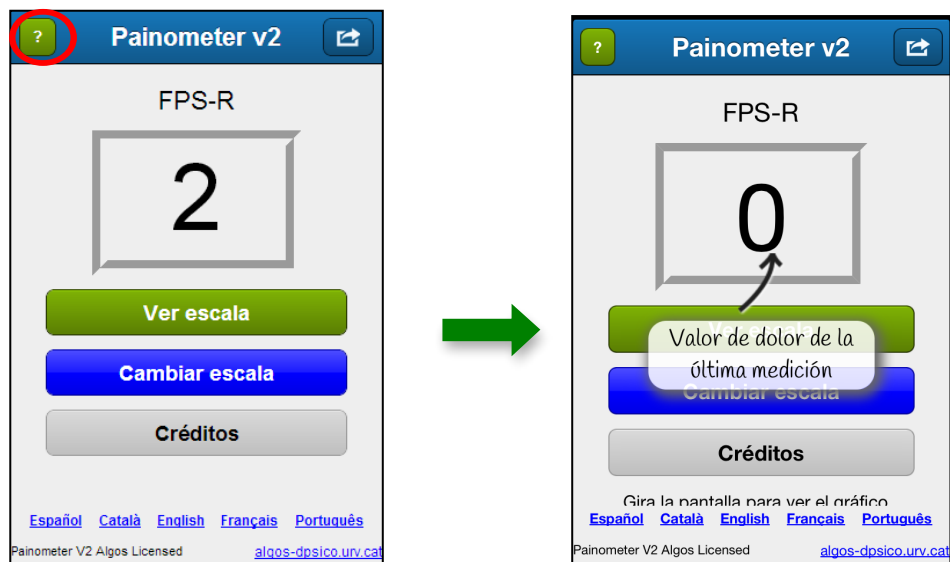 ? Painometer v2
FPS-R
2
Ver escala
Cambiar escala
Créditos
Español Català English Français Português
Painometer V2 Algos Licensed algos-dpsico.urv.cat
? Painometer v2
FPS-R
0
Ver escala
Valor de dolor de la
última medición
Cambiar escala
Créditos
Gira la pantalla para ver el gráfico
Español Català English Français Português
Painometer V2 Algos Licensed algos-dpsico.urv.cat